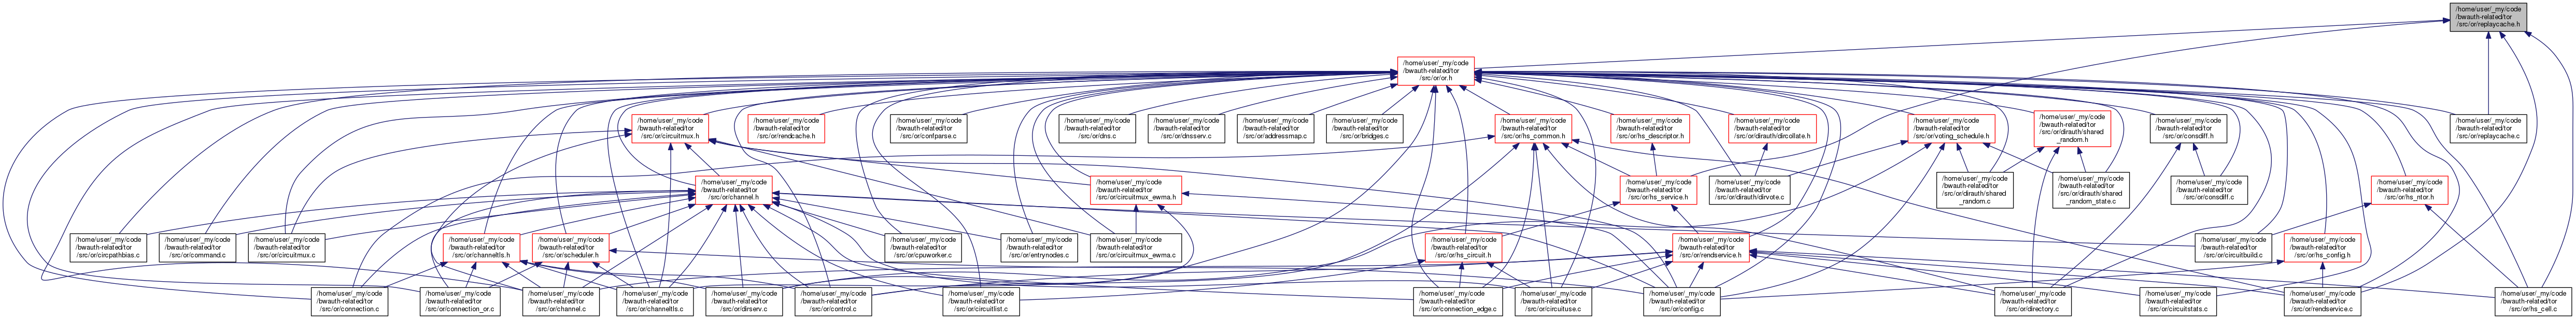 /home/user/_my/code
/bwauth-related/tor
/src/or/replaycache.h
/home/user/_my/code
/bwauth-related/tor
/src/or/or.h
/home/user/_my/code
/bwauth-related/tor
/src/or/circuitmux.h
/home/user/_my/code
/bwauth-related/tor
/src/or/rendcache.h
/home/user/_my/code
/bwauth-related/tor
/src/or/confparse.c
/home/user/_my/code
/bwauth-related/tor
/src/or/dns.c
/home/user/_my/code
/bwauth-related/tor
/src/or/dnsserv.c
/home/user/_my/code
/bwauth-related/tor
/src/or/addressmap.c
/home/user/_my/code
/bwauth-related/tor
/src/or/bridges.c
/home/user/_my/code
/bwauth-related/tor
/src/or/hs_common.h
/home/user/_my/code
/bwauth-related/tor
/src/or/hs_descriptor.h
/home/user/_my/code
/bwauth-related/tor
/src/or/dirauth/dircollate.h
/home/user/_my/code
/bwauth-related/tor
/src/or/voting_schedule.h
/home/user/_my/code
/bwauth-related/tor
/src/or/dirauth/shared
_random.h
/home/user/_my/code
/bwauth-related/tor
/src/or/consdiff.h
/home/user/_my/code
/bwauth-related/tor
/src/or/replaycache.c
/home/user/_my/code
/bwauth-related/tor
/src/or/channel.h
/home/user/_my/code
/bwauth-related/tor
/src/or/circuitmux_ewma.h
/home/user/_my/code
/bwauth-related/tor
/src/or/hs_service.h
/home/user/_my/code
/bwauth-related/tor
/src/or/dirauth/dirvote.c
/home/user/_my/code
/bwauth-related/tor
/src/or/dirauth/shared
_random.c
/home/user/_my/code
/bwauth-related/tor
/src/or/dirauth/shared
_random_state.c
/home/user/_my/code
/bwauth-related/tor
/src/or/consdiff.c
/home/user/_my/code
/bwauth-related/tor
/src/or/hs_ntor.h
/home/user/_my/code
/bwauth-related/tor
/src/or/circpathbias.c
/home/user/_my/code
/bwauth-related/tor
/src/or/command.c
/home/user/_my/code
/bwauth-related/tor
/src/or/circuitmux.c
/home/user/_my/code
/bwauth-related/tor
/src/or/channeltls.h
/home/user/_my/code
/bwauth-related/tor
/src/or/scheduler.h
/home/user/_my/code
/bwauth-related/tor
/src/or/cpuworker.c
/home/user/_my/code
/bwauth-related/tor
/src/or/entrynodes.c
/home/user/_my/code
/bwauth-related/tor
/src/or/circuitmux_ewma.c
/home/user/_my/code
/bwauth-related/tor
/src/or/hs_circuit.h
/home/user/_my/code
/bwauth-related/tor
/src/or/rendservice.h
/home/user/_my/code
/bwauth-related/tor
/src/or/circuitbuild.c
/home/user/_my/code
/bwauth-related/tor
/src/or/hs_config.h
/home/user/_my/code
/bwauth-related/tor
/src/or/connection.c
/home/user/_my/code
/bwauth-related/tor
/src/or/connection_or.c
/home/user/_my/code
/bwauth-related/tor
/src/or/channel.c
/home/user/_my/code
/bwauth-related/tor
/src/or/channeltls.c
/home/user/_my/code
/bwauth-related/tor
/src/or/dirserv.c
/home/user/_my/code
/bwauth-related/tor
/src/or/control.c
/home/user/_my/code
/bwauth-related/tor
/src/or/circuitlist.c
/home/user/_my/code
/bwauth-related/tor
/src/or/connection_edge.c
/home/user/_my/code
/bwauth-related/tor
/src/or/circuituse.c
/home/user/_my/code
/bwauth-related/tor
/src/or/config.c
/home/user/_my/code
/bwauth-related/tor
/src/or/directory.c
/home/user/_my/code
/bwauth-related/tor
/src/or/circuitstats.c
/home/user/_my/code
/bwauth-related/tor
/src/or/rendservice.c
/home/user/_my/code
/bwauth-related/tor
/src/or/hs_cell.c